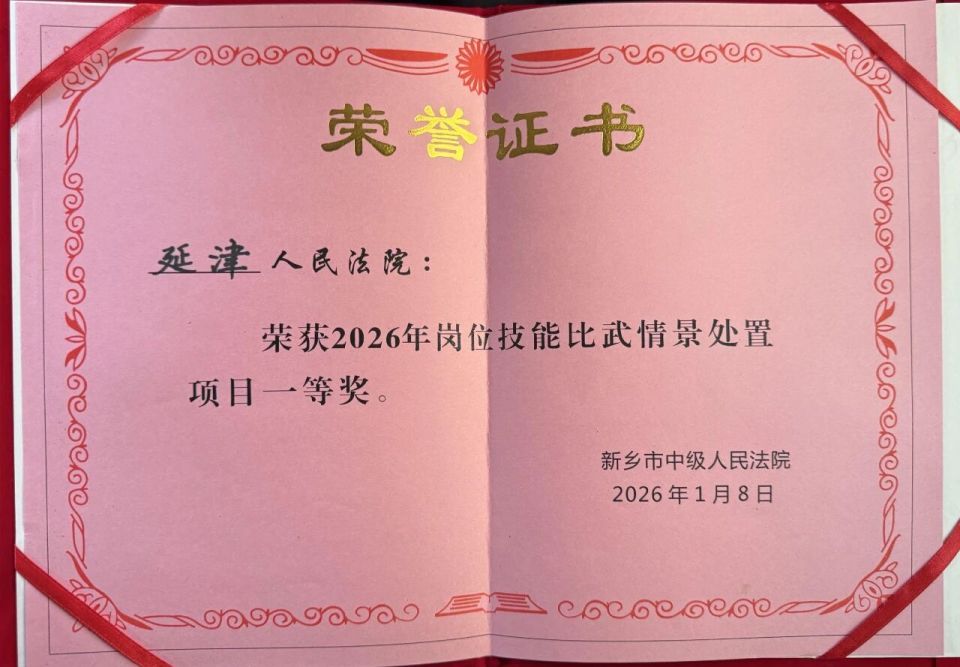 荣誉证书
延津人民法院：
荣获2026年岗位技能比武情景处置
项目一等奖。
新乡市中级人民法院
2026年1月8日